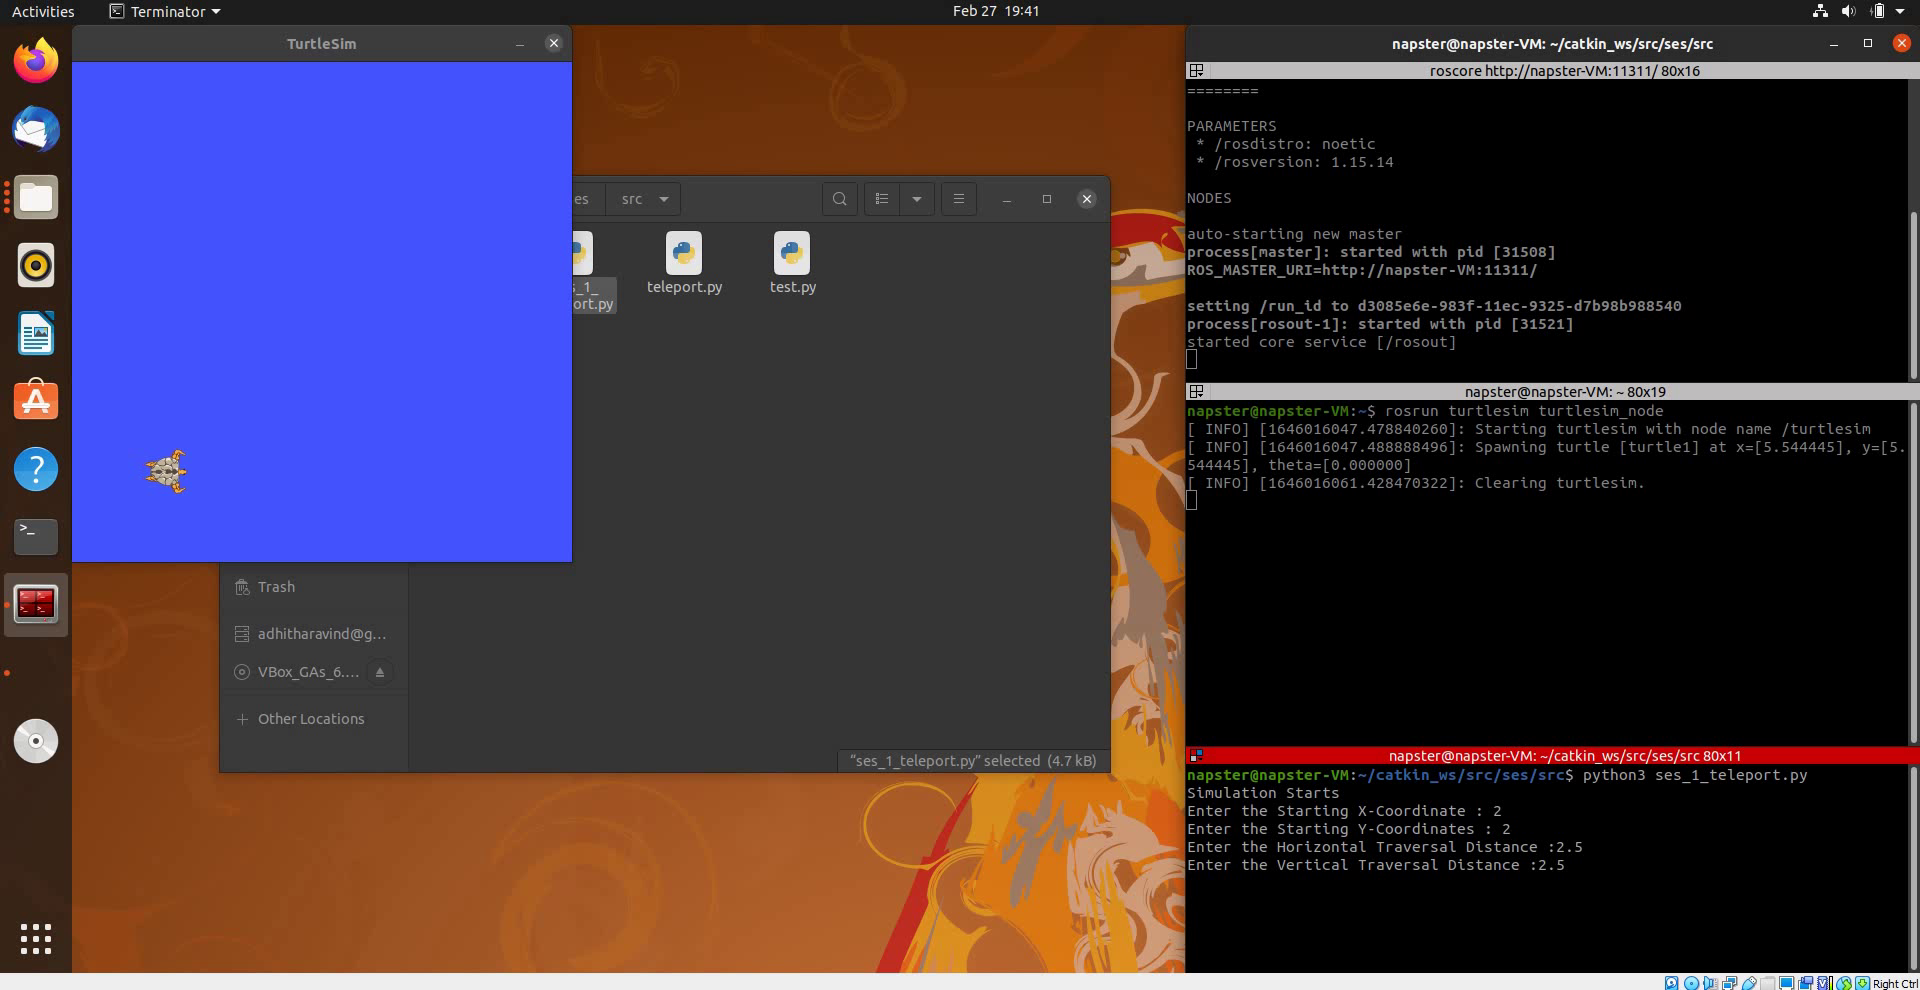 Activities
Terminator
Feb 27 19:41
TurtleSim
es
src
s_1_
ort.py
teleport.py
test.py
Trash
adhitharavind@g...
VBox_GAs_6....
Other Locations
"ses_1_teleport.py" selected (4.7 kB)
napster@napster-VM: ~/catkin_ws/src/ses/src
roscore http://napster-VM:11311/ 80x16
========
PARAMETERS
* /rosdistro: noetic
* /rosversion: 1.15.14
NODES
auto-starting new master
process[master]: started with pid [31508]
ROS_MASTER_URI=http://napster-VM:11311/
setting /run_id to d3085e6e-983f-11ec-9325-d7b98b988540
process[rosout-1]: started with pid [31521]
started core service [/rosout]
napster@napster-VM: ~ 80x19
napster@napster-VM:~$ rosrun turtlesim turtlesim_node
[ INFO] [1646016047.478840260]: Starting turtlesim with node name /turtlesim
[ INFO] [1646016047.488888496]: Spawning turtle [turtle1] at x=[5.544445], y=[5.
544445], theta=[0.000000]
[ INFO] [1646016061.428470322]: Clearing turtlesim.
napster@napster-VM: ~/catkin_ws/src/ses/src 80x11
napster@napster-VM:~/catkin_ws/src/ses/src$ python3 ses_1_teleport.py
Simulation Starts
Enter the Starting X-Coordinate : 2
Enter the Starting Y-Coordinates : 2
Enter the Horizontal Traversal Distance :2.5
Enter the Vertical Traversal Distance :2.5
Right Ctrl